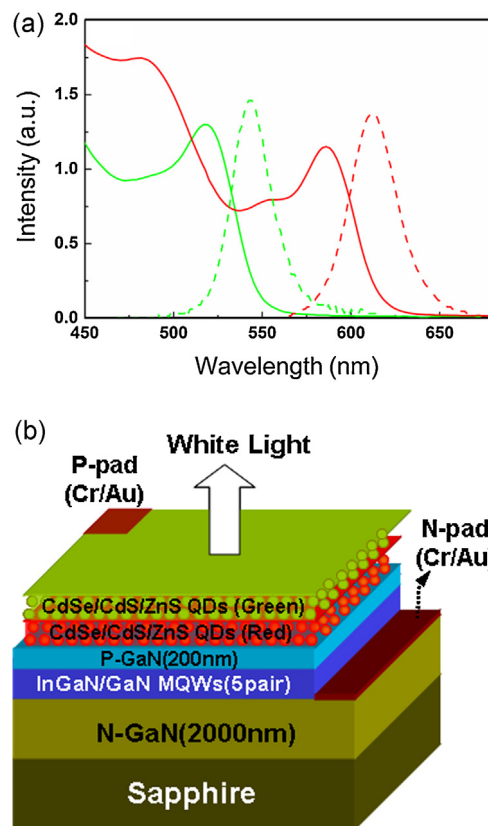 (a)
2.0
1.5
1.0
0.5
0.0
Intensity (a.u.)
450 500 550 600 650
Wavelength (nm)
(b)
White Light
P-pad
(Cr/Au)
N-pad
(Cr/Au)
CdSe/CdS/ZnS QDs (Green)
CdSe/CdS/ZnS QDs (Red)
P-GaN(200nm)
InGaN/GaN MQWs(5pair)
N-GaN(2000nm)
Sapphire